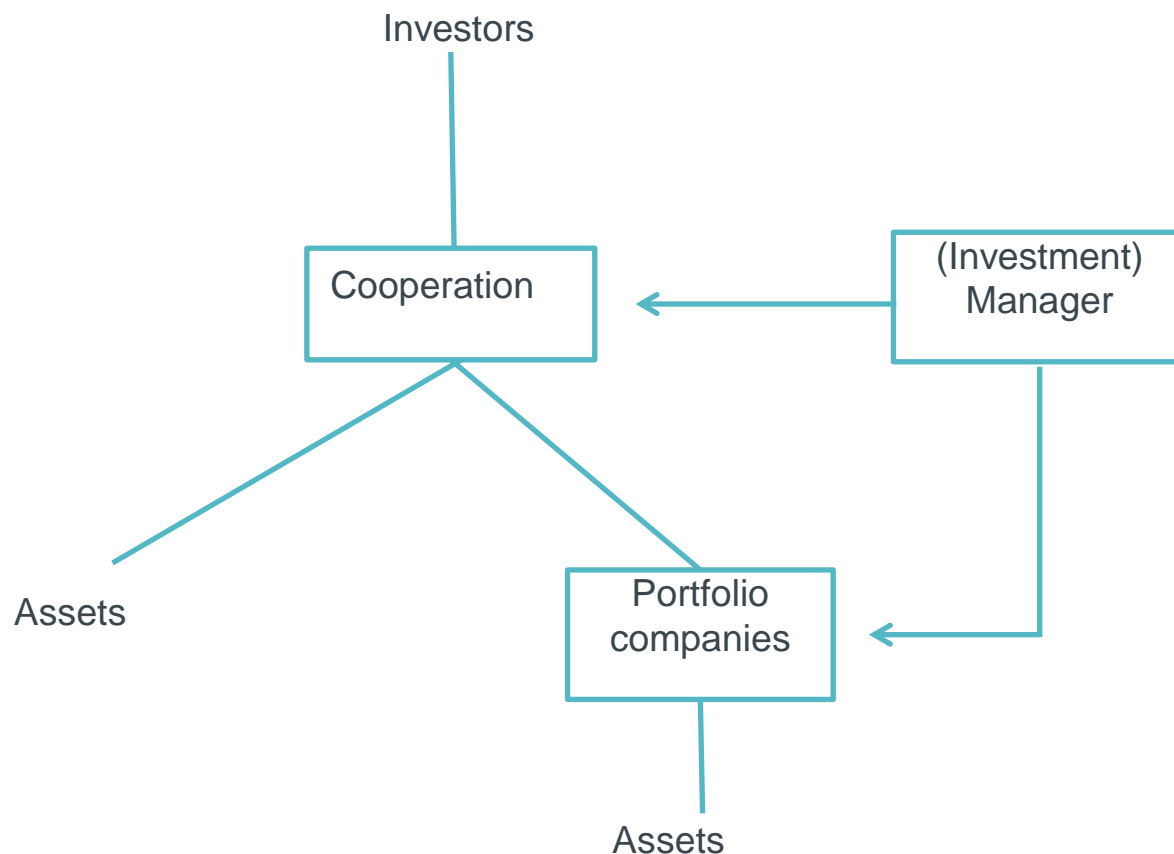 Investors
Cooperation
(Investment)
Manager
Assets
Portfolio
companies
Assets